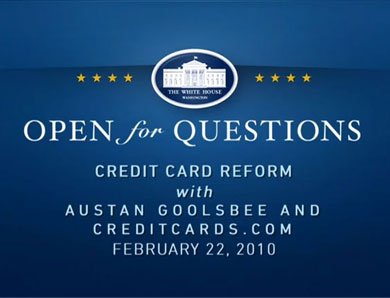 THE WHITE HOUSE
WASHINGTON
OPEN for QUESTIONS
CREDIT CARD REFORM
with
AUSTAN GOOLSBEE AND
CREDITCARDS.COM
FEBRUARY 22, 2010